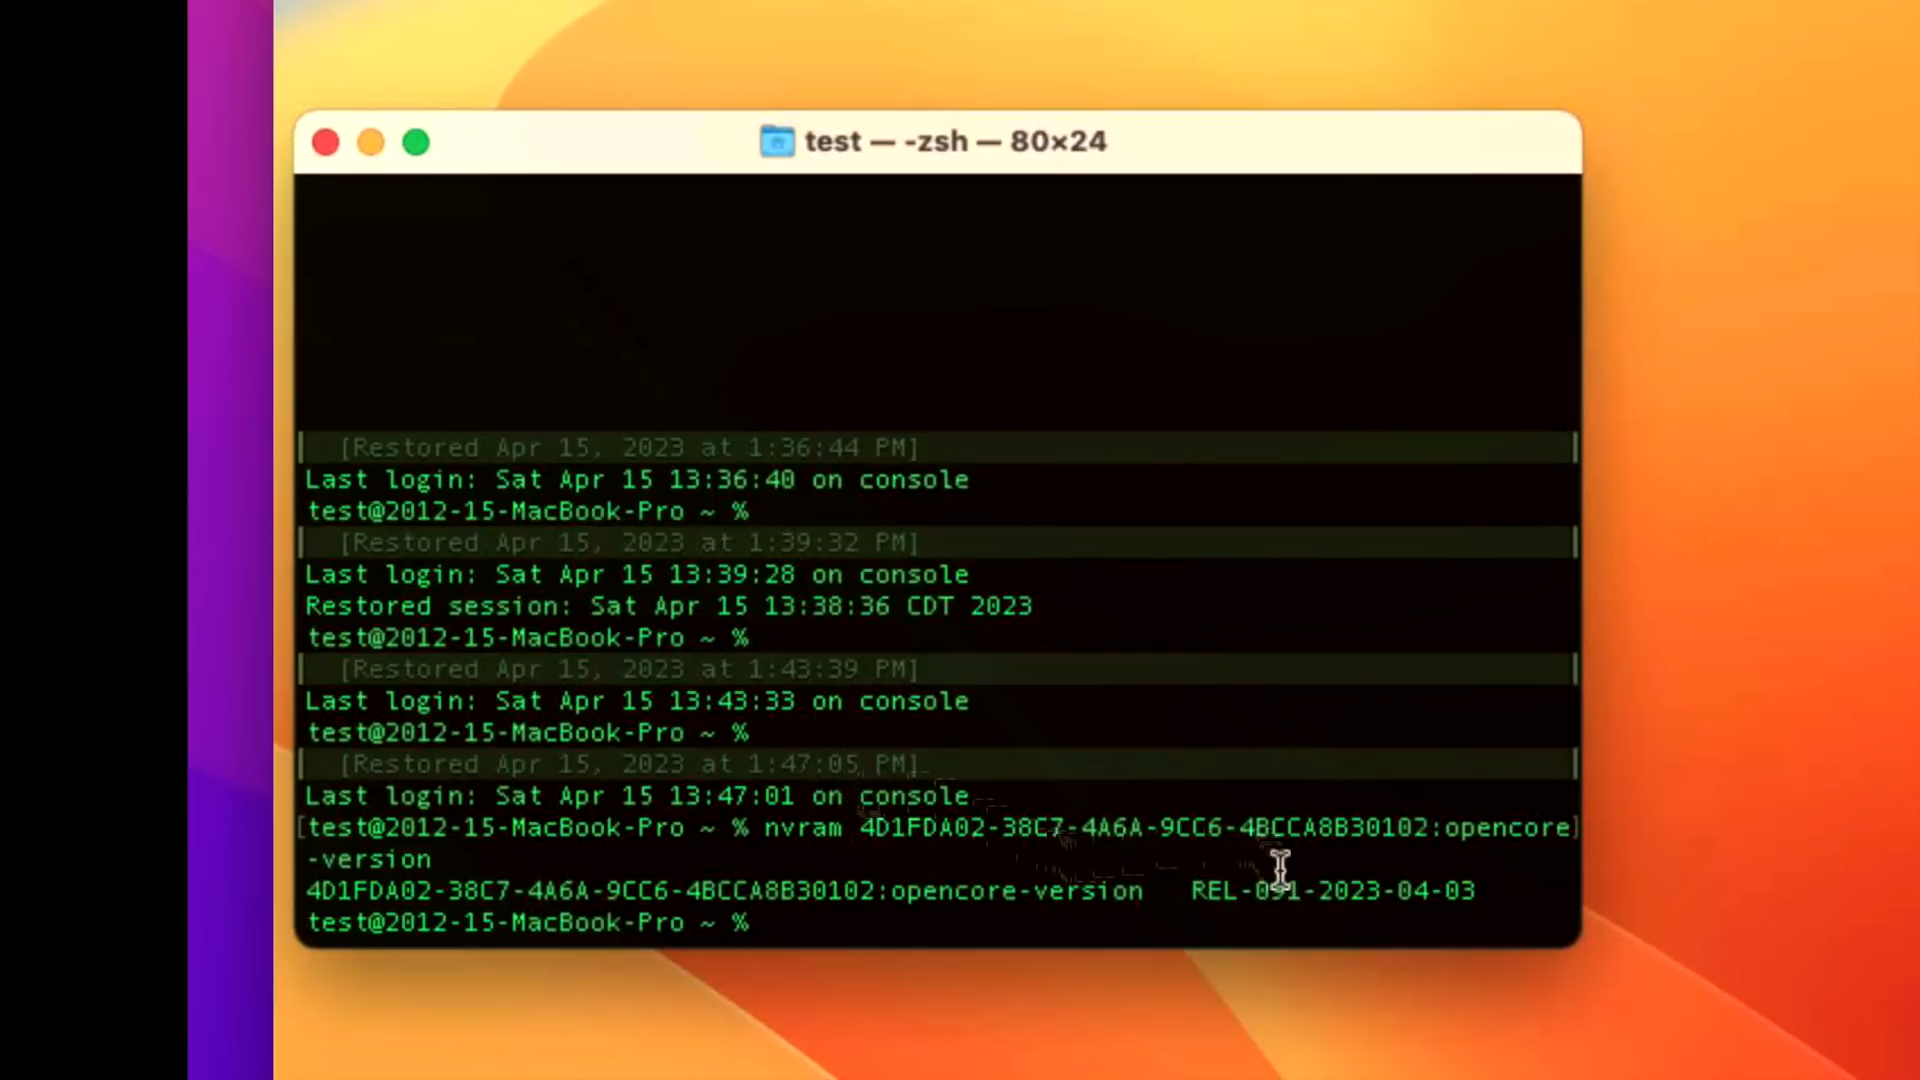 test — -zsh — 80×24
[Restored Apr 15, 2023 at 1:36:44 PM]
Last login: Sat Apr 15 13:36:40 on console
test@2012-15-MacBook-Pro ~ %
[Restored Apr 15, 2023 at 1:39:32 PM]
Last login: Sat Apr 15 13:39:28 on console
Restored session: Sat Apr 15 13:38:36 CDT 2023
test@2012-15-MacBook-Pro ~ %
[Restored Apr 15, 2023 at 1:43:39 PM]
Last login: Sat Apr 15 13:43:33 on console
test@2012-15-MacBook-Pro ~ %
[Restored Apr 15, 2023 at 1:47:05 PM]
Last login: Sat Apr 15 13:47:01 on console
[test@2012-15-MacBook-Pro ~ % nvram 4D1FDA02-38C7-4A6A-9CC6-4BCCA8B30102:opencore]
-version
4D1FDA02-38C7-4A6A-9CC6-4BCCA8B30102:opencore-version REL-091-2023-04-03
test@2012-15-MacBook-Pro ~ %